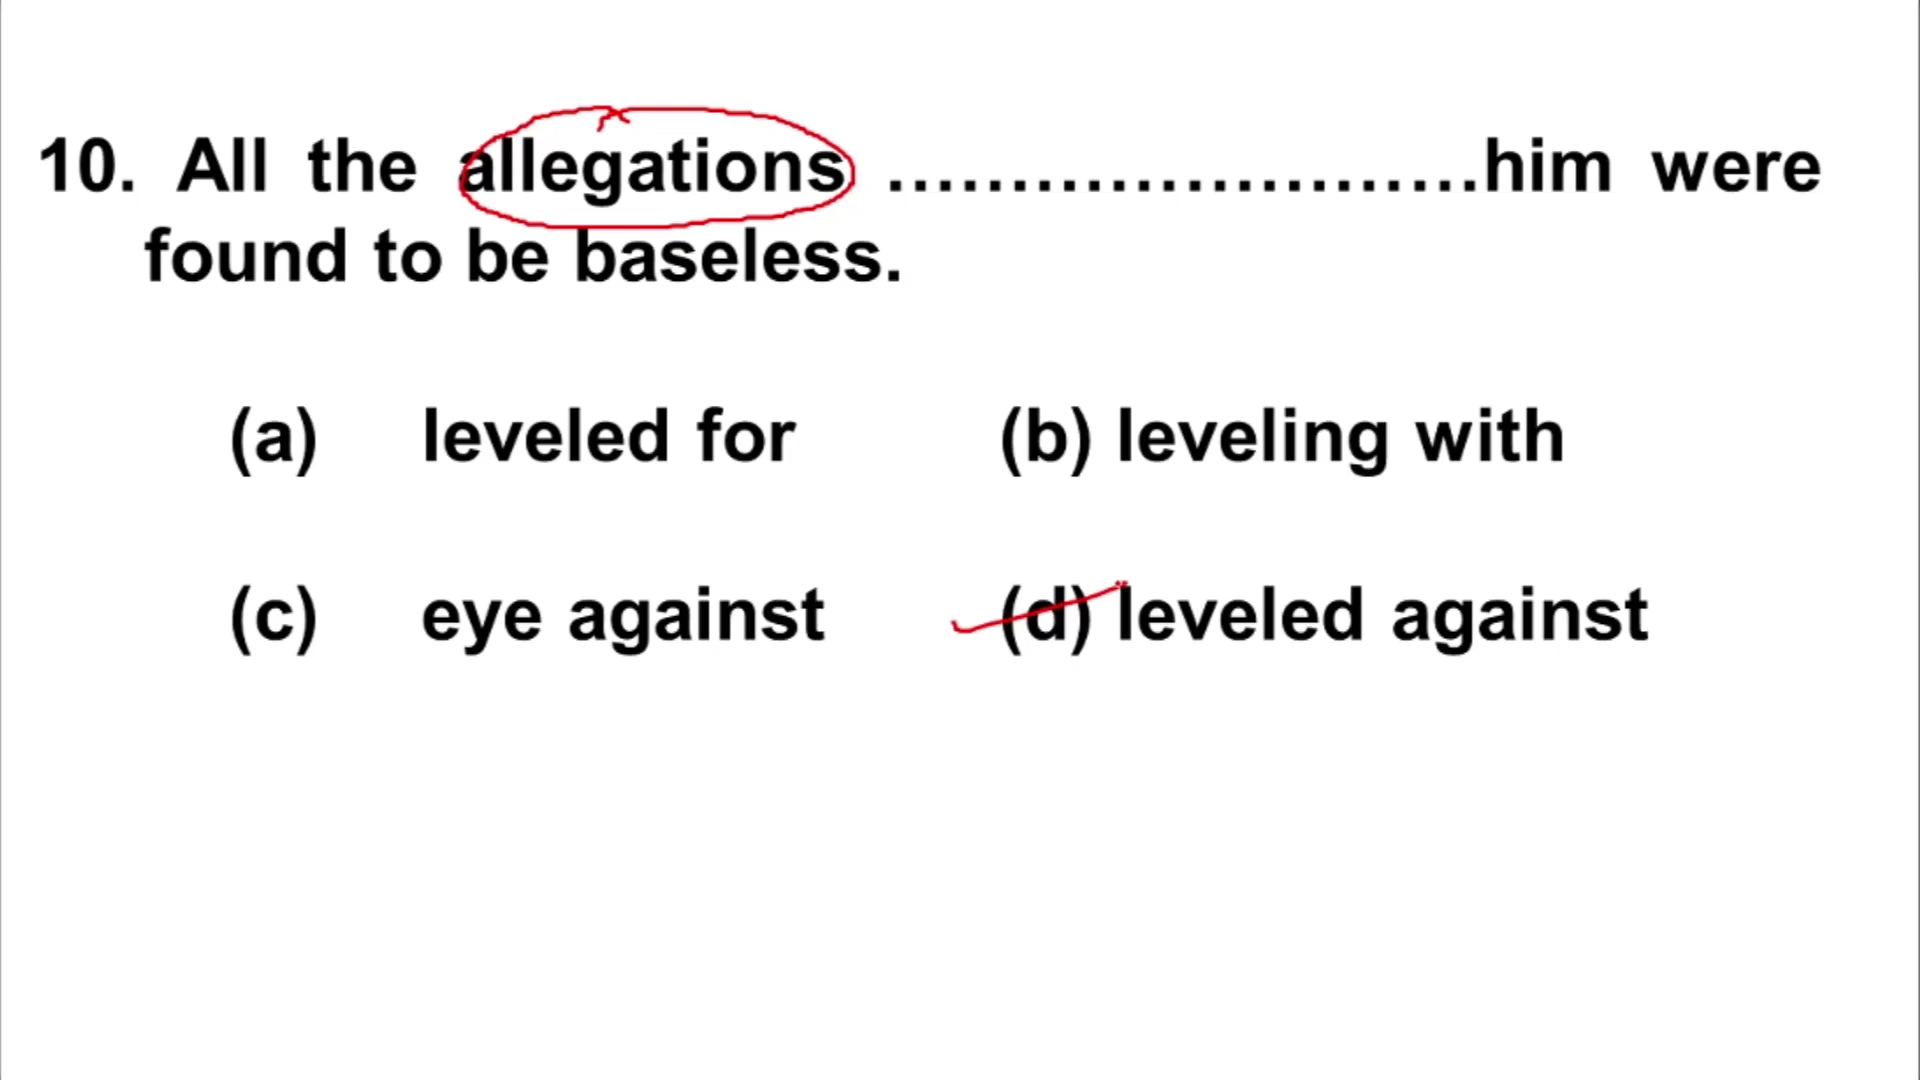 10. All the allegations ........................him were
found to be baseless.
(a) leveled for (b) leveling with
(c) eye against (d) leveled against